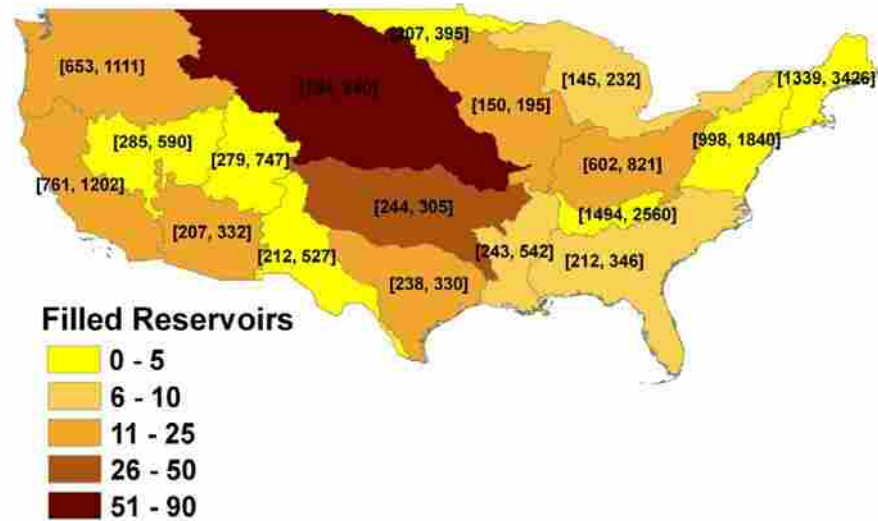 [207, 395]
[653, 1111]
[145, 232]
[1339, 3426]
[150, 195]
[285, 590]
[279, 747]
[602, 821]
[998, 1840]
[761, 1202]
[244, 305]
[1494, 2560]
[207, 332]
[212, 527]
[243, 542]
[212, 346]
[238, 330]
Filled Reservoirs
0 - 5
6 - 10
11 - 25
26 - 50
51 - 90